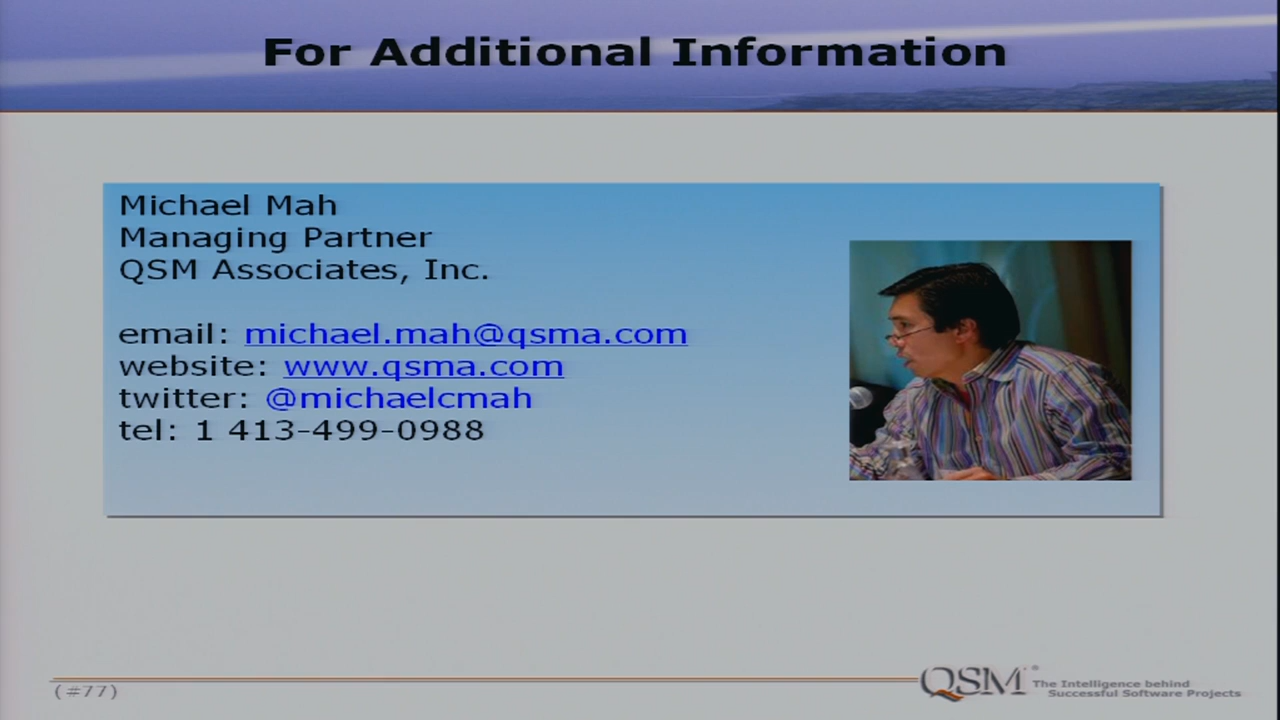 For Additional Information
Michael Mah
Managing Partner
QSM Associates, Inc.
email: michael.mah@qsma.com
website: www.qsma.com
twitter: @michaelcmah
tel: 1 413-499-0988
(#77)
QSM®
The Intelligence behind
Successful Software Projects